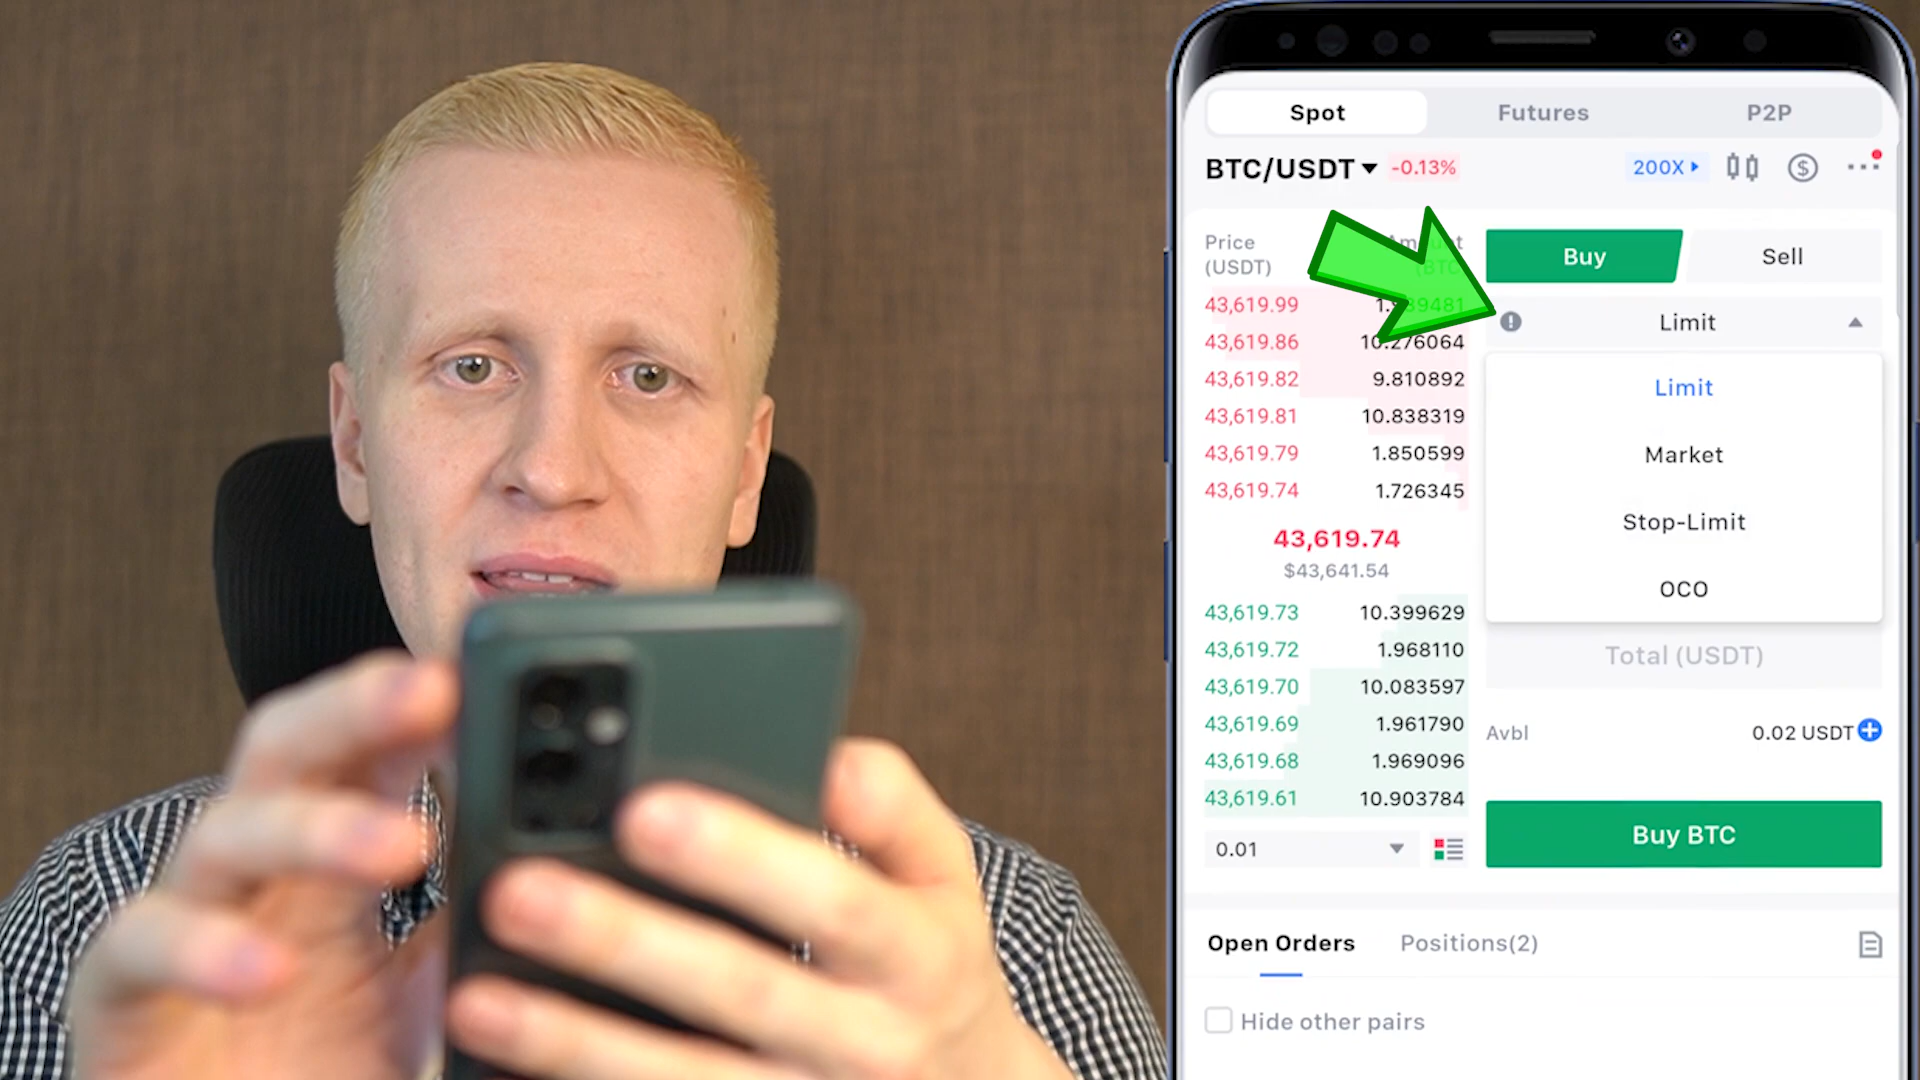 Spot Futures P2P
BTC/USDT -0.13% 200X
Price Amount
(USDT) (BTC)
Buy Sell
Limit
43,619.99
43,619.86 10.276064
43,619.82 9.810892
43,619.81 10.838319
43,619.79 1.850599
43,619.74 1.726345
43,619.74
$43,641.54
43,619.73 10.399629
43,619.72 1.968110
43,619.70 10.083597
43,619.69 1.961790
43,619.68 1.969096
43,619.61 10.903784
0.01
Limit
Market
Stop-Limit
OCO
Total (USDT)
Avbl 0.02 USDT
Buy BTC
Open Orders Positions(2)
Hide other pairs